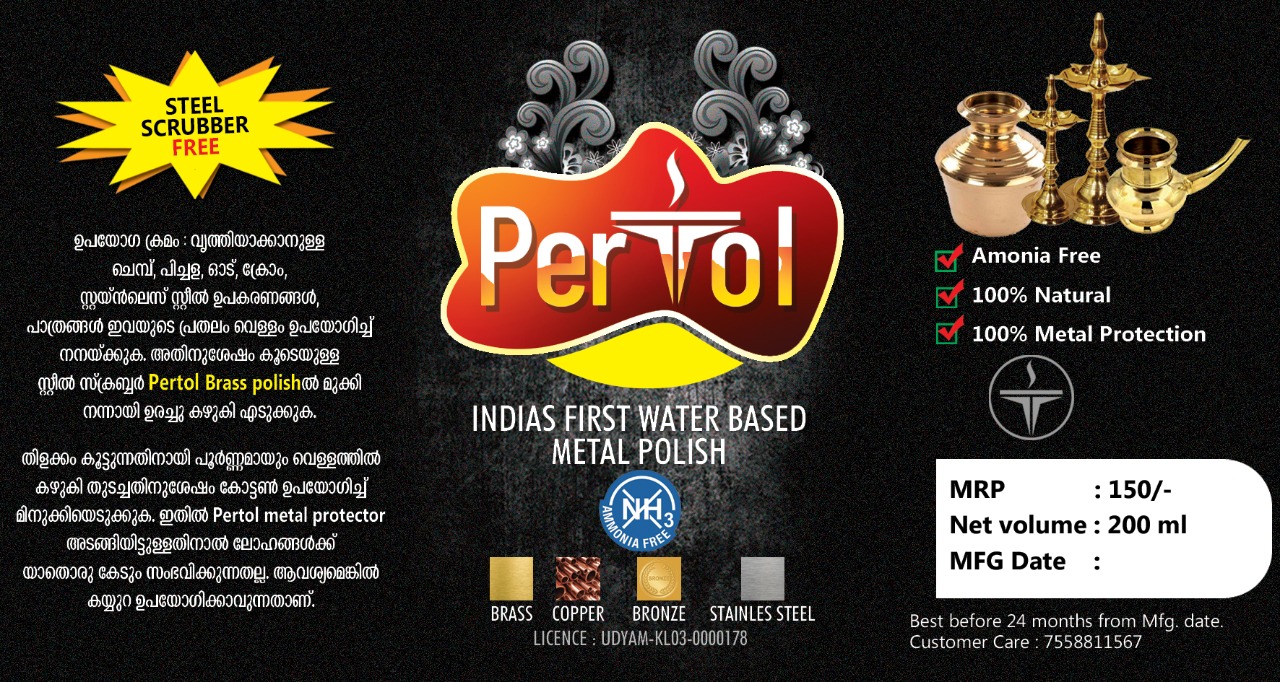 STEEL
SCRUBBER
FREE
ഉപയോഗ ക്രമം : വൃത്തിയാക്കാനുള്ള
ചെമ്പ്, പിച്ചള, ഓട്, ക്രോം,
സ്റ്റയ്ൻലെസ് സ്റ്റീൽ ഉപകരണങ്ങൾ,
പാത്രങ്ങൾ ഇവയുടെ പ്രതലം വെള്ളം ഉപയോഗിച്ച്
നനയ്ക്കുക. അതിനുശേഷം കൂടെയുള്ള
സ്റ്റീൽ സ്ക്രബ്ബർ Pertol Brass polishൽ മുക്കി
നന്നായി ഉരച്ചു കഴുകി എടുക്കുക.
തിളക്കം കൂട്ടുന്നതിനായി പൂർണ്ണമായും വെള്ളത്തിൽ
കഴുകി തുടച്ചതിനുശേഷം കോട്ടൺ ഉപയോഗിച്ച്
മിനുക്കിയെടുക്കുക. ഇതിൽ Pertol metal protector
അടങ്ങിയിട്ടുള്ളതിനാൽ ലോഹങ്ങൾക്ക്
യാതൊരു കേടും സംഭവിക്കുന്നതല്ല. ആവശ്യമെങ്കിൽ
കയ്യുറ ഉപയോഗിക്കാവുന്നതാണ്.
PerTol
INDIAS FIRST WATER BASED
METAL POLISH
NH3
AMMONIA FREE
BRONZE
BRASS COPPER BRONZE STAINLES STEEL
LICENCE : UDYAM-KL03-0000178
Amonia Free
100% Natural
100% Metal Protection
MRP : 150/-
Net volume : 200 ml
MFG Date :
Best before 24 months from Mfg. date.
Customer Care : 7558811567